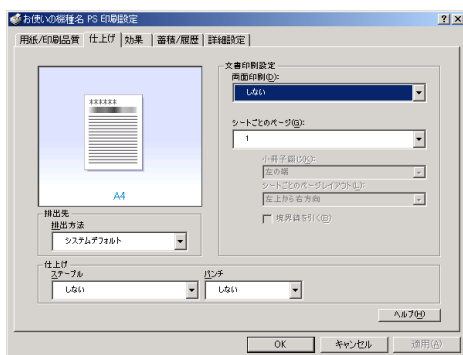 お使いの機種名 PS 印刷設定
用紙/印刷品質 仕上げ 効果 蓄積/履歴 詳細設定
******
A4
排出先
排出方法
システムデフォルト
文書印刷設定
両面印刷(D):
しない
シートごとのページ(G):
1
小冊子綴じ(K):
左の端
シートごとのページレイアウト(L):
左上から右方向
境界線を引く(B)
仕上げ
ステープル
しない
パンチ
しない
ヘルプ(H)
OK キャンセル 適用(A)